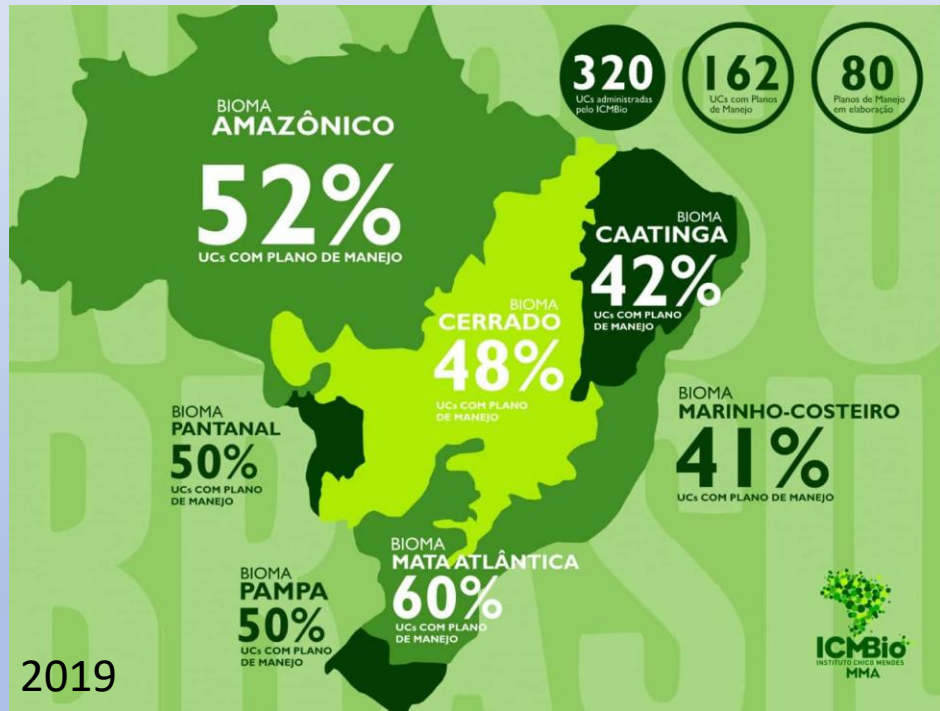 320
UCs administradas
pelo ICMBio
162
UCs com Planos
de Manejo
80
Planos de Manejo
em elaboração
BIOMA
AMAZÔNICO
52%
UCs COM PLANO DE MANEJO
BIOMA
CAATINGA
42%
UCs COM PLANO
DE MANEJO
BIOMA
CERRADO
48%
UCs COM PLANO
DE MANEJO
BIOMA
MARINHO-COSTEIRO
41%
UCs COM PLANO DE MANEJO
BIOMA
PANTANAL
50%
UCs COM PLANO
DE MANEJO
BIOMA
MATA ATLÂNTICA
60%
UCs COM PLANO
DE MANEJO
BIOMA
PAMPA
50%
UCs COM PLANO
DE MANEJO
ICMBio
INSTITUTO CHICO MENDES
MMA
2019
BRASIL